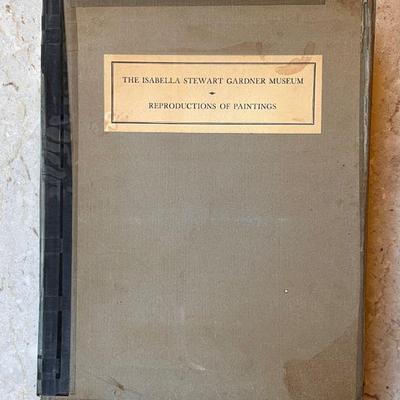 THE ISABELLA STEWART GARDNER MUSEUM
REPRODUCTIONS OF PAINTINGS